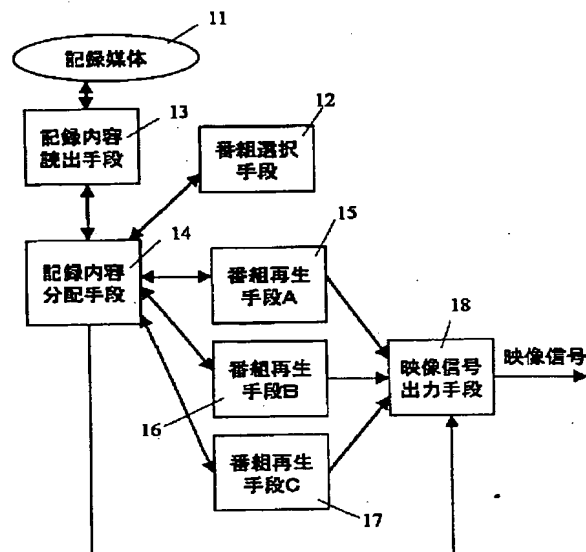 11
記録媒体
13
記録内容
読出手段
12
番組選択
手段
14
記録内容
分配手段
15
番組再生
手段A
18
映像信号
出力手段
映像信号
番組再生
手段B
16
番組再生
手段C
17